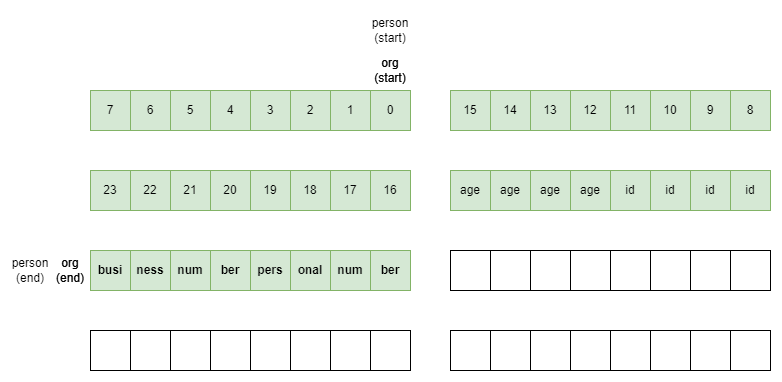 person
(start)
org
(start)
7 6 5 4 3 2 1 0 15 14 13 12 11 10 9 8
23 22 21 20 19 18 17 16 age age age age id id id id
person org busi ness num ber pers onal num ber
(end) (end)